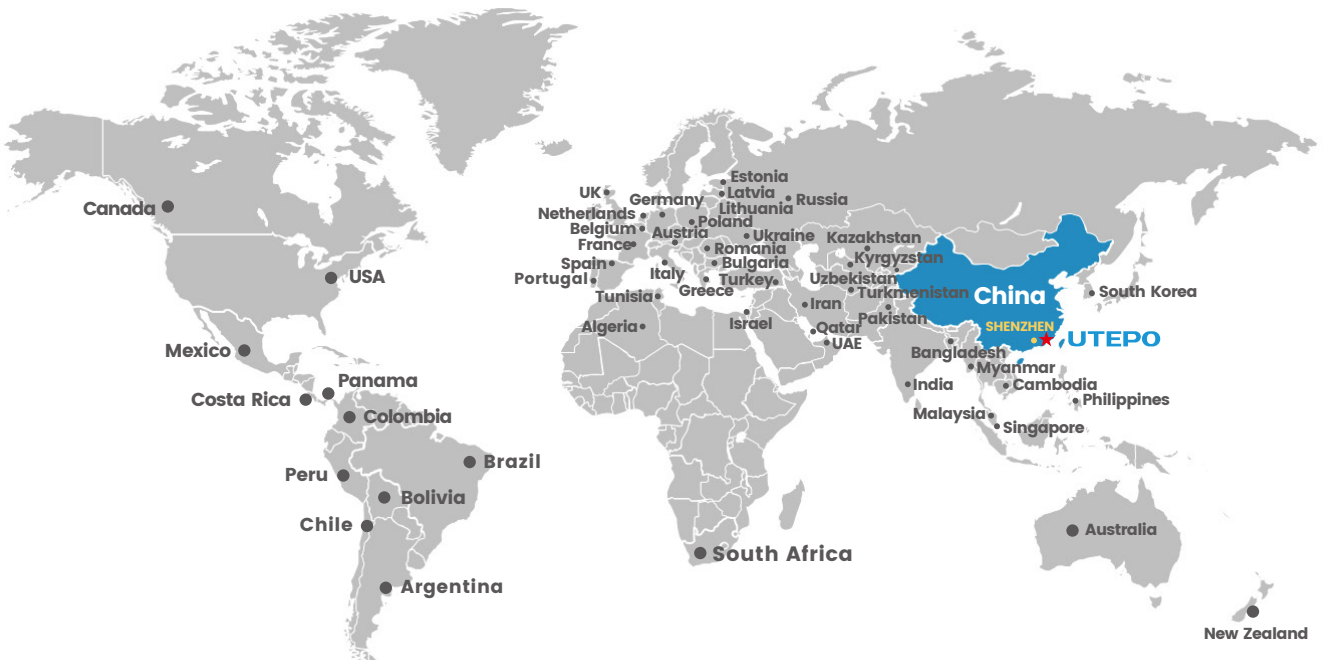 Canada
USA
Mexico
Panama
Costa Rica
Colombia
Brazil
Peru
Bolivia
Chile
Argentina
Estonia
UK
Latvia
Germany
Russia
Netherlands
Lithuania
Poland
Belgium
Austria
Ukraine
France
Romania
Kazakhstan
Kyrgyzstan
Spain
Bulgaria
Italy
Portugal
Turkey
Uzbekistan
Greece
Turkmenistan
Tunisia
Iran
China
South Korea
Pakistan
Israel
Algeria
Qatar
SHENZHEN
UTEPO
UAE
Bangladesh
Myanmar
India
Cambodia
Philippines
Malaysia
Singapore
South Africa
Australia
New Zealand